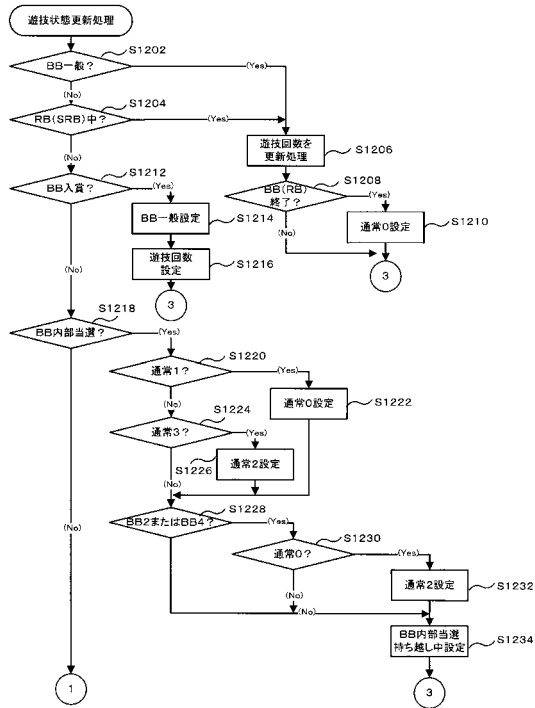 遊技状態更新処理
S1202
BB一般？
(Yes)
(No)
S1204
RB(SRB)中？
(Yes)
(No)
遊技回数を
更新処理
S1206
S1208
BB(RB)
終了？
(Yes)
(No)
通常0設定
S1210
3
S1212
BB入賞？
(Yes)
(No)
BB一般設定
S1214
遊技回数
設定
S1216
3
S1218
BB内部当選？
(Yes)
(No)
S1220
通常1？
(Yes)
(No)
通常0設定
S1222
S1224
通常3？
(Yes)
(No)
S1226
通常2設定
S1228
BB2またはBB4？
(Yes)
(No)
S1230
通常0？
(Yes)
(No)
通常2設定
S1232
BB内部当選
持ち越し中設定
S1234
1
3